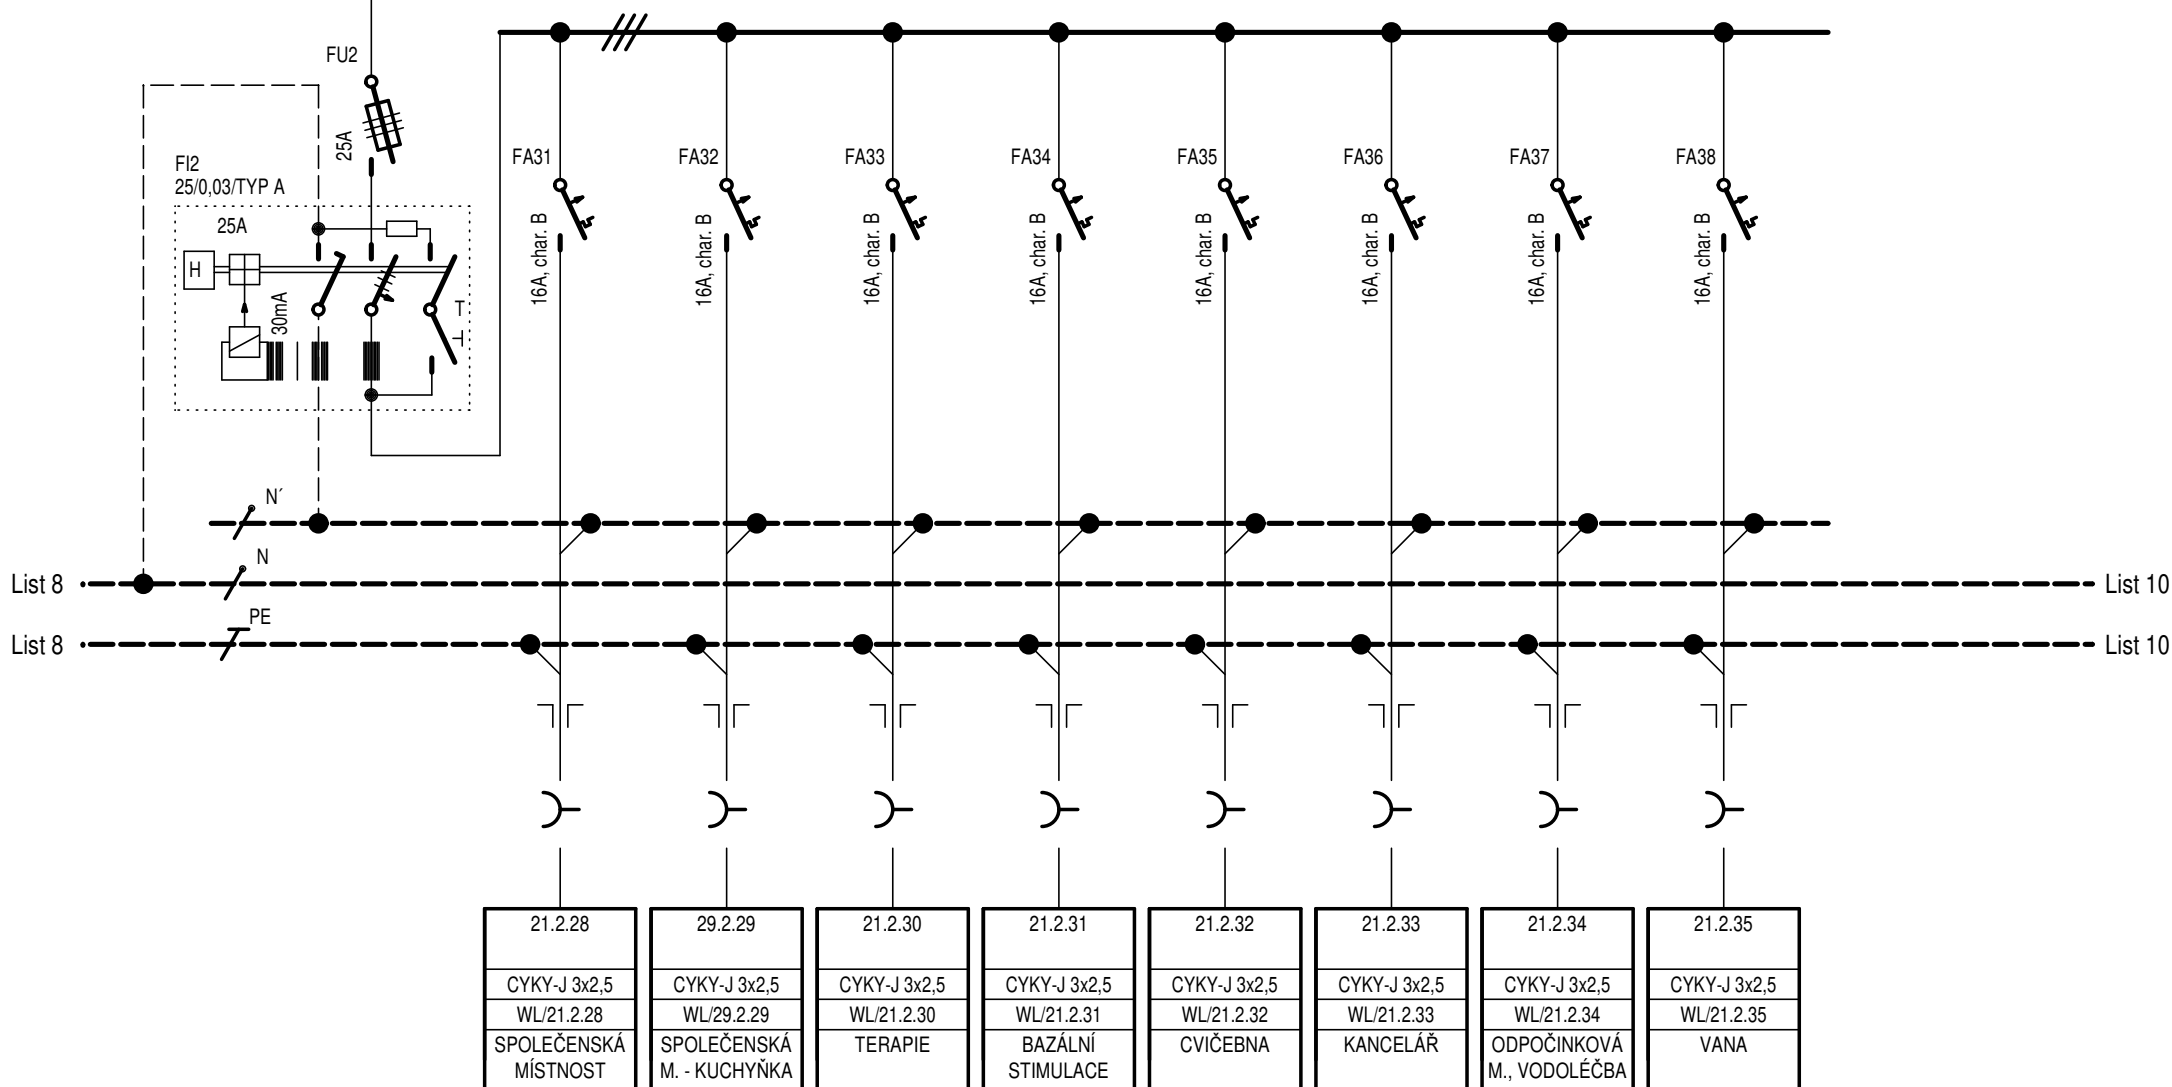 FU2
25A
FI2
25/0,03/TYP A
25A
H
30mA
T
T
FA31
16A, char. B
FA32
16A, char. B
FA33
16A, char. B
FA34
16A, char. B
FA35
16A, char. B
FA36
16A, char. B
FA37
16A, char. B
FA38
16A, char. B
N´
N
List 8
List 10
PE
List 8
List 10
21.2.28
CYKY-J 3x2,5
WL/21.2.28
SPOLEČENSKÁ
MÍSTNOST
29.2.29
CYKY-J 3x2,5
WL/29.2.29
SPOLEČENSKÁ
M. - KUCHYŇKA
21.2.30
CYKY-J 3x2,5
WL/21.2.30
TERAPIE
21.2.31
CYKY-J 3x2,5
WL/21.2.31
BAZÁLNÍ
STIMULACE
21.2.32
CYKY-J 3x2,5
WL/21.2.32
CVIČEBNA
21.2.33
CYKY-J 3x2,5
WL/21.2.33
KANCELÁŘ
21.2.34
CYKY-J 3x2,5
WL/21.2.34
ODPOČINKOVÁ
M., VODOLÉČBA
21.2.35
CYKY-J 3x2,5
WL/21.2.35
VANA